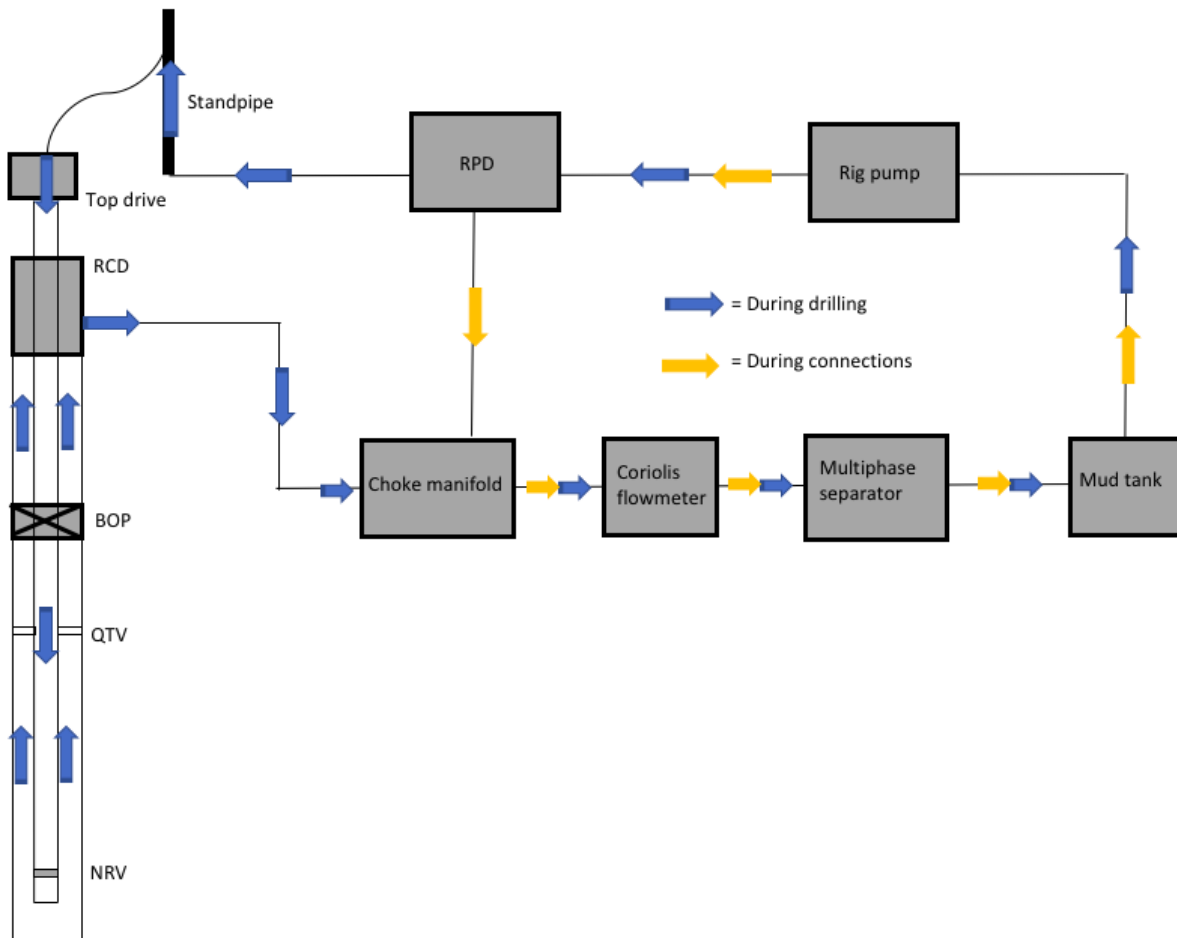 Standpipe
RPD
Rig pump
Top drive
RCD
= During drilling
= During connections
Choke manifold
Coriolis
flowmeter
Multiphase
separator
Mud tank
BOP
QTV
NRV